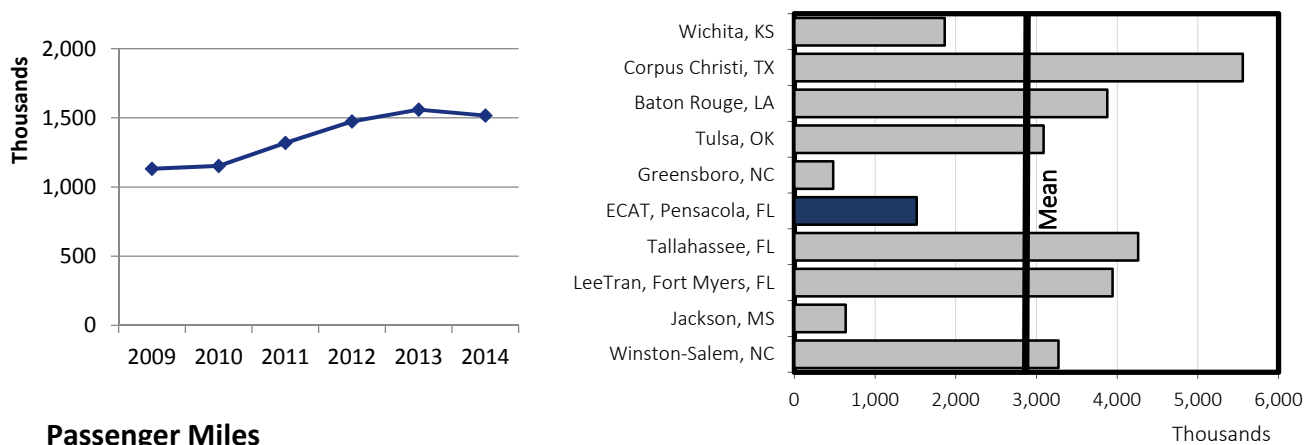 Thousands
2,000
1,500
1,000
500
0
2009 2010 2011 2012 2013 2014
Wichita, KS
Corpus Christi, TX
Baton Rouge, LA
Tulsa, OK
Greensboro, NC
ECAT, Pensacola, FL
Tallahassee, FL
LeeTran, Fort Myers, FL
Jackson, MS
Winston-Salem, NC
Mean
0 1,000 2,000 3,000 4,000 5,000 6,000
Thousands
Passenger Miles